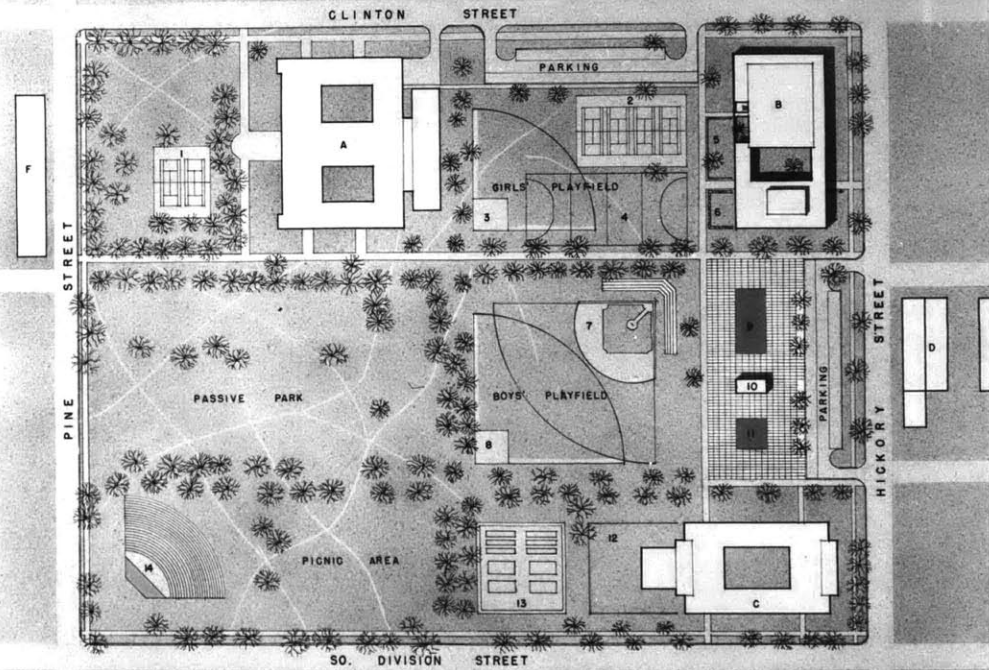 CLINTON STREET
PARKING
A
B
1
2
5
F
GIRLS' PLAYFIELD
3
4
6
PINE STREET
HICKORY STREET
7
9
D
PASSIVE PARK
BOYS' PLAYFIELD
10
PARKING
8
11
14
PICNIC AREA
12
13
C
SO. DIVISION STREET